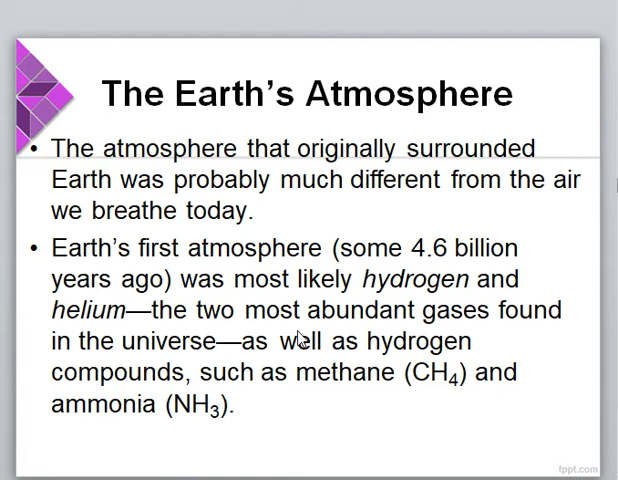 The Earth’s Atmosphere
• The atmosphere that originally surrounded
Earth was probably much different from the air
we breathe today.
• Earth’s first atmosphere (some 4.6 billion
years ago) was most likely hydrogen and
helium—the two most abundant gases found
in the universe—as well as hydrogen
compounds, such as methane (CH₄) and
ammonia (NH₃).
fppt.com